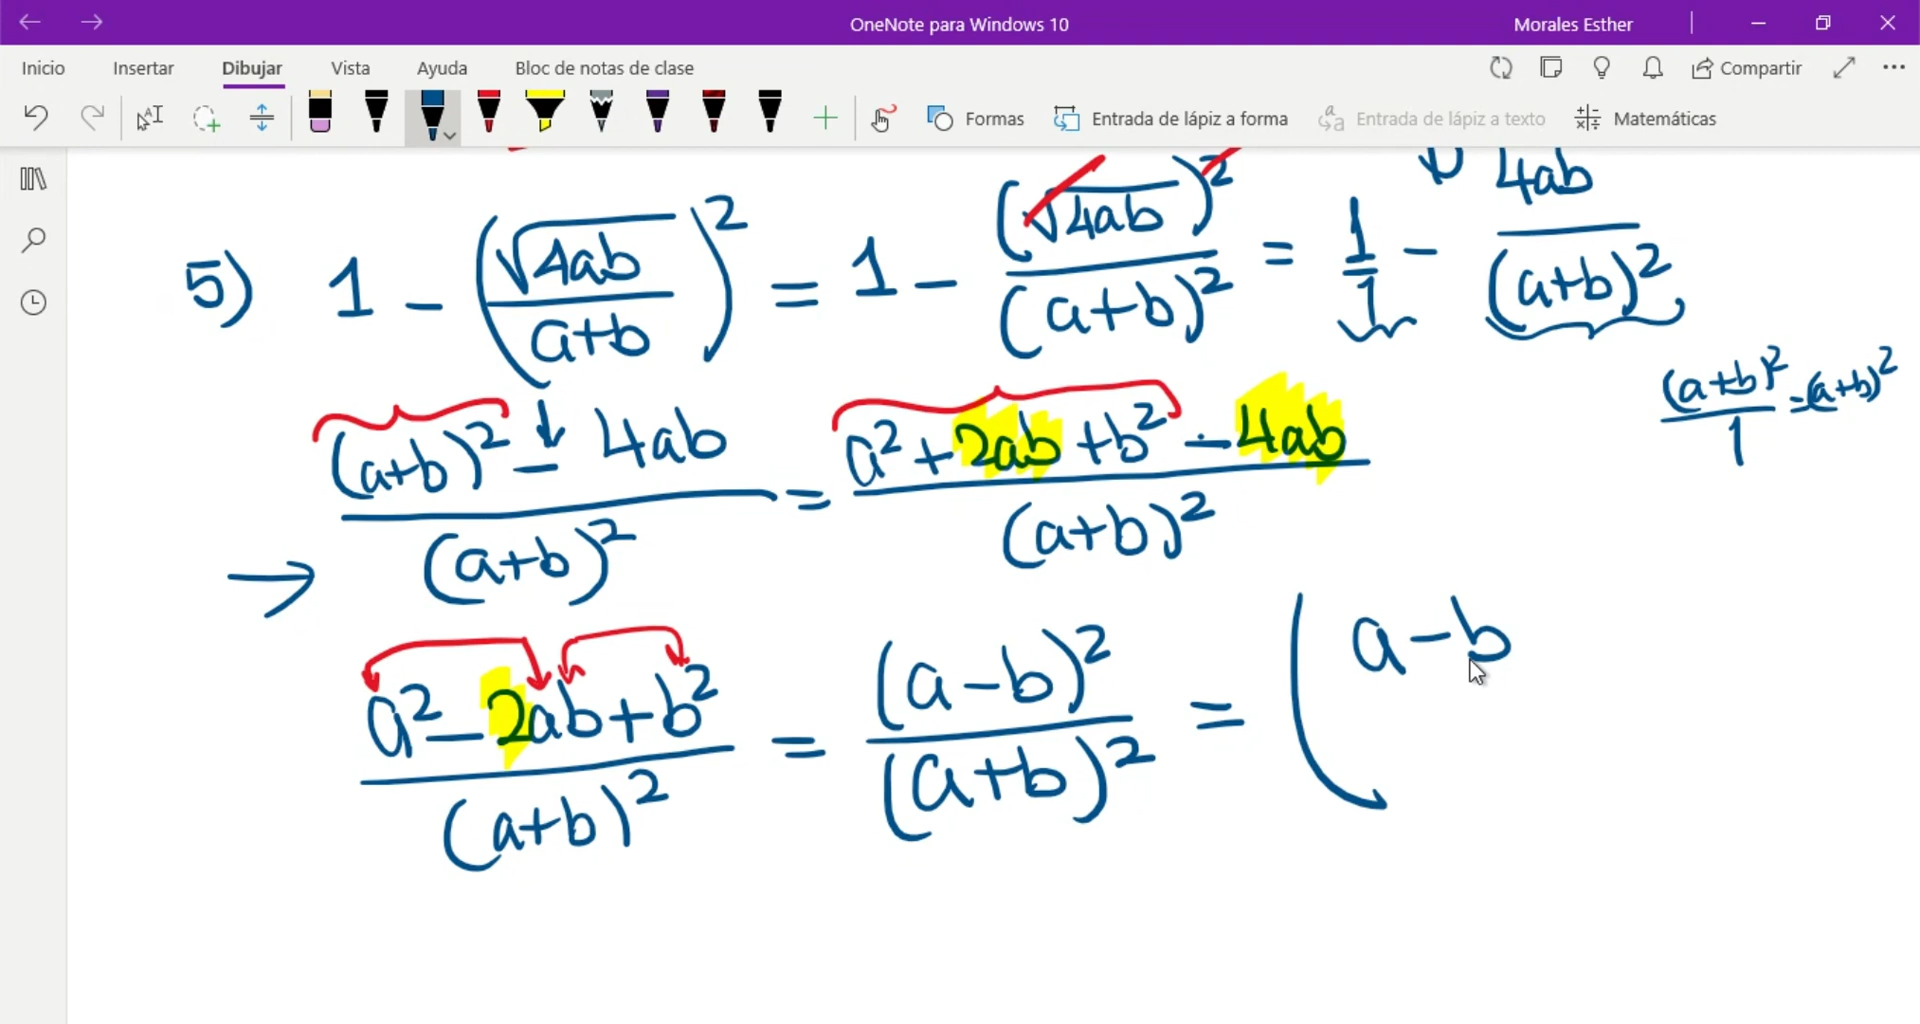 OneNote para Windows 10
Morales Esther
Inicio Insertar Dibujar Vista Ayuda Bloc de notas de clase Compartir
Formas Entrada de lápiz a forma Entrada de lápiz a texto Matemáticas
5) 1 - (√4ab / a+b)² = 1 - (√4ab)² / (a+b)² = 1/1 - 4ab / (a+b)²
(a+b)² / 1 = (a+b)²
→ (a+b)² - 4ab / (a+b)² = a² + 2ab + b² - 4ab / (a+b)²
a² - 2ab + b² / (a+b)² = (a-b)² / (a+b)² = ( a-b